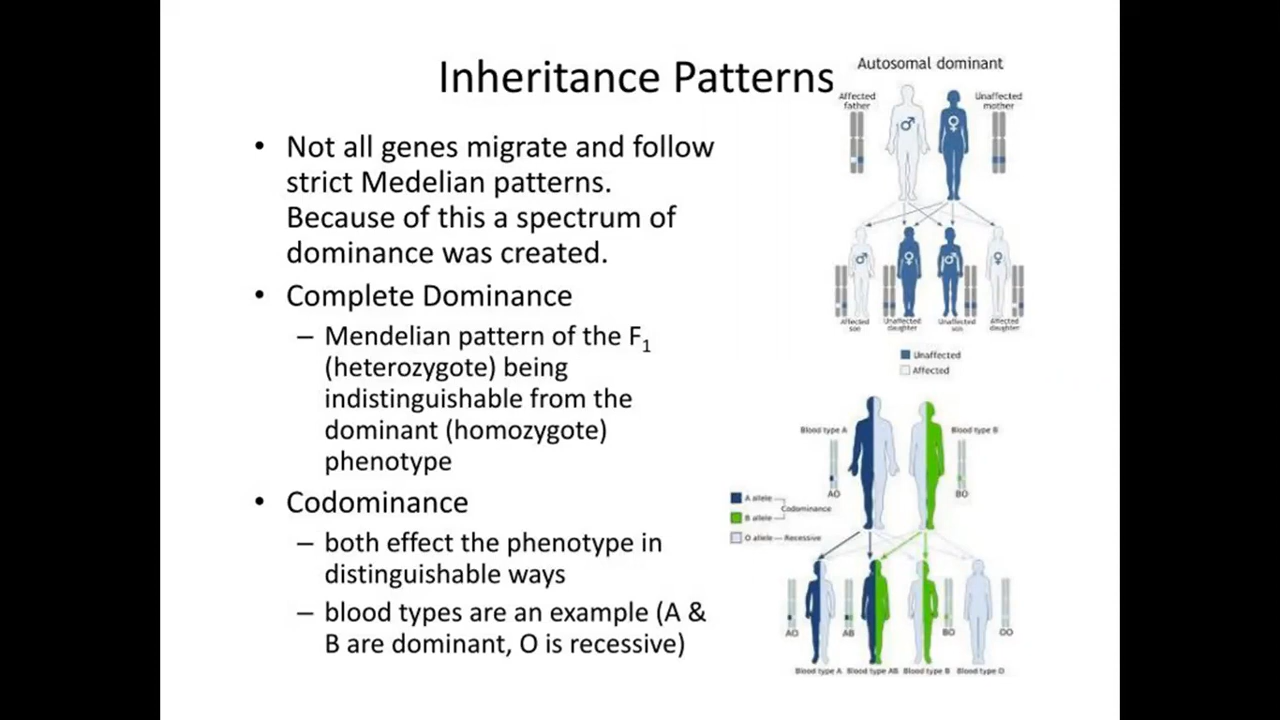 Inheritance Patterns
• Not all genes migrate and follow
strict Medelian patterns.
Because of this a spectrum of
dominance was created.
• Complete Dominance
– Mendelian pattern of the F1
(heterozygote) being
indistinguishable from the
dominant (homozygote)
phenotype
• Codominance
– both effect the phenotype in
distinguishable ways
– blood types are an example (A &
B are dominant, O is recessive)
Autosomal dominant
Affected
father
Unaffected
mother
Affected
son
Unaffected
daughter
Unaffected
son
Affected
daughter
Unaffected
Affected
Blood type A
Blood type B
AO
BO
A allele
Codominance
B allele
O allele — Recessive
AO
AB
BO
OO
Blood type A
Blood type AB
Blood type B
Blood type O